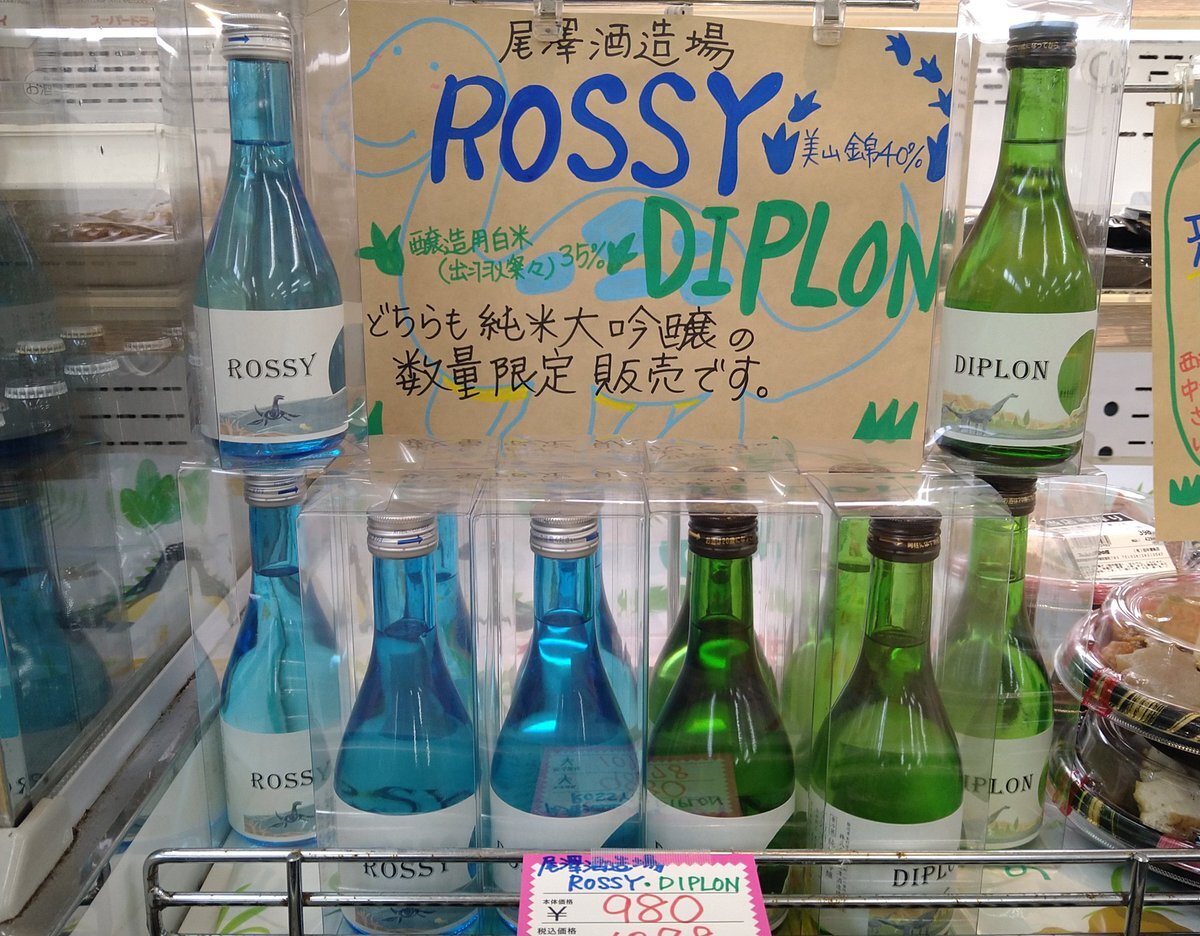 尾澤酒造場
ROSSY
美山錦40%
DIPLON
醸造用白米
(出羽燦々)35%
どちらも純米大吟醸の
数量限定販売です。
ROSSY
DIPLON
ROSSY
DIPLON
ROSSY
DIPLO
尾澤酒造場
ROSSY・DIPLON
本体価格
¥980
税込価格